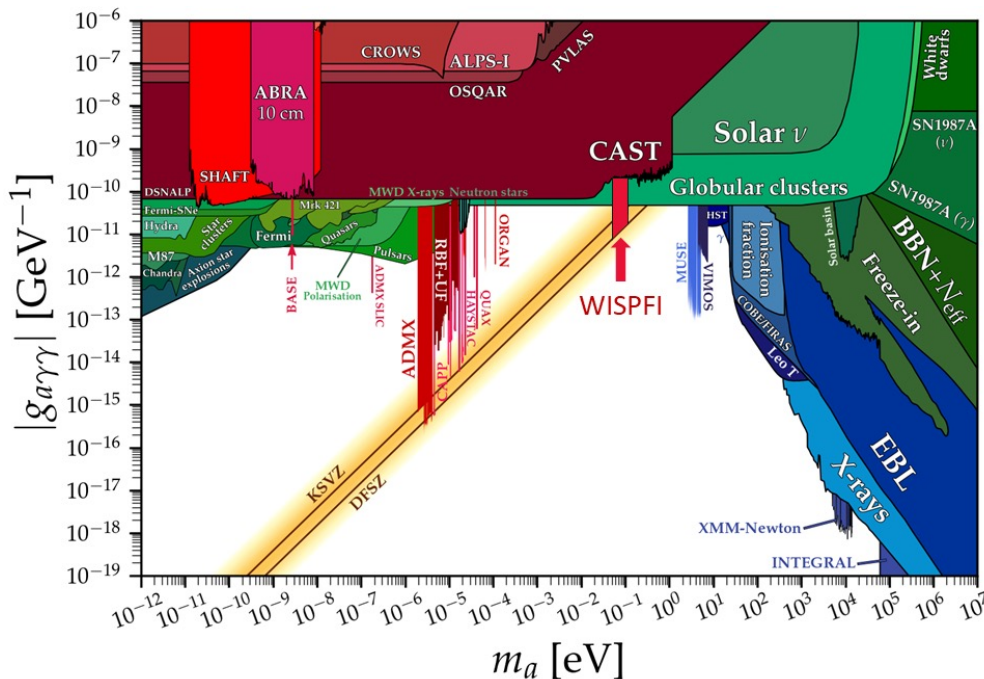 10⁻⁶
10⁻⁷
10⁻⁸
10⁻⁹
10⁻¹⁰
10⁻¹¹
10⁻¹²
10⁻¹³
10⁻¹⁴
10⁻¹⁵
10⁻¹⁶
10⁻¹⁷
10⁻¹⁸
10⁻¹⁹
|gₐγγ| [GeV⁻¹]
CROWS
ALPS-I
PVLAS
OSQAR
ABRA
10 cm
SHAFT
CAST
Solar ν
White
dwarfs
SN1987A
(ν)
SN1987A (γ)
Globular clusters
DSNALP
Fermi-SNe
Hydra
M87
Chandra
Star
clusters
Axion star
explosions
Mrk 421
Fermi
Quasars
Pulsars
MWD X-rays
Neutron stars
MWD
Polarisation
BASE
ADMX SLIC
ADMX
RBF+UF
CAPP
HAYSTAC
QUAX
ORGAN
WISPFI
MUSE
VIMOS
HST
γ
Ionisation
fraction
COBE/FIRAS
Leo T
Solar basin
Freeze-in
BBN+Neff
EBL
X-rays
XMM-Newton
INTEGRAL
KSVZ
DFSZ
10⁻¹²
10⁻¹¹
10⁻¹⁰
10⁻⁹
10⁻⁸
10⁻⁷
10⁻⁶
10⁻⁵
10⁻⁴
10⁻³
10⁻²
10⁻¹
10⁰
10¹
10²
10³
10⁴
10⁵
10⁶
10⁷
mₐ [eV]